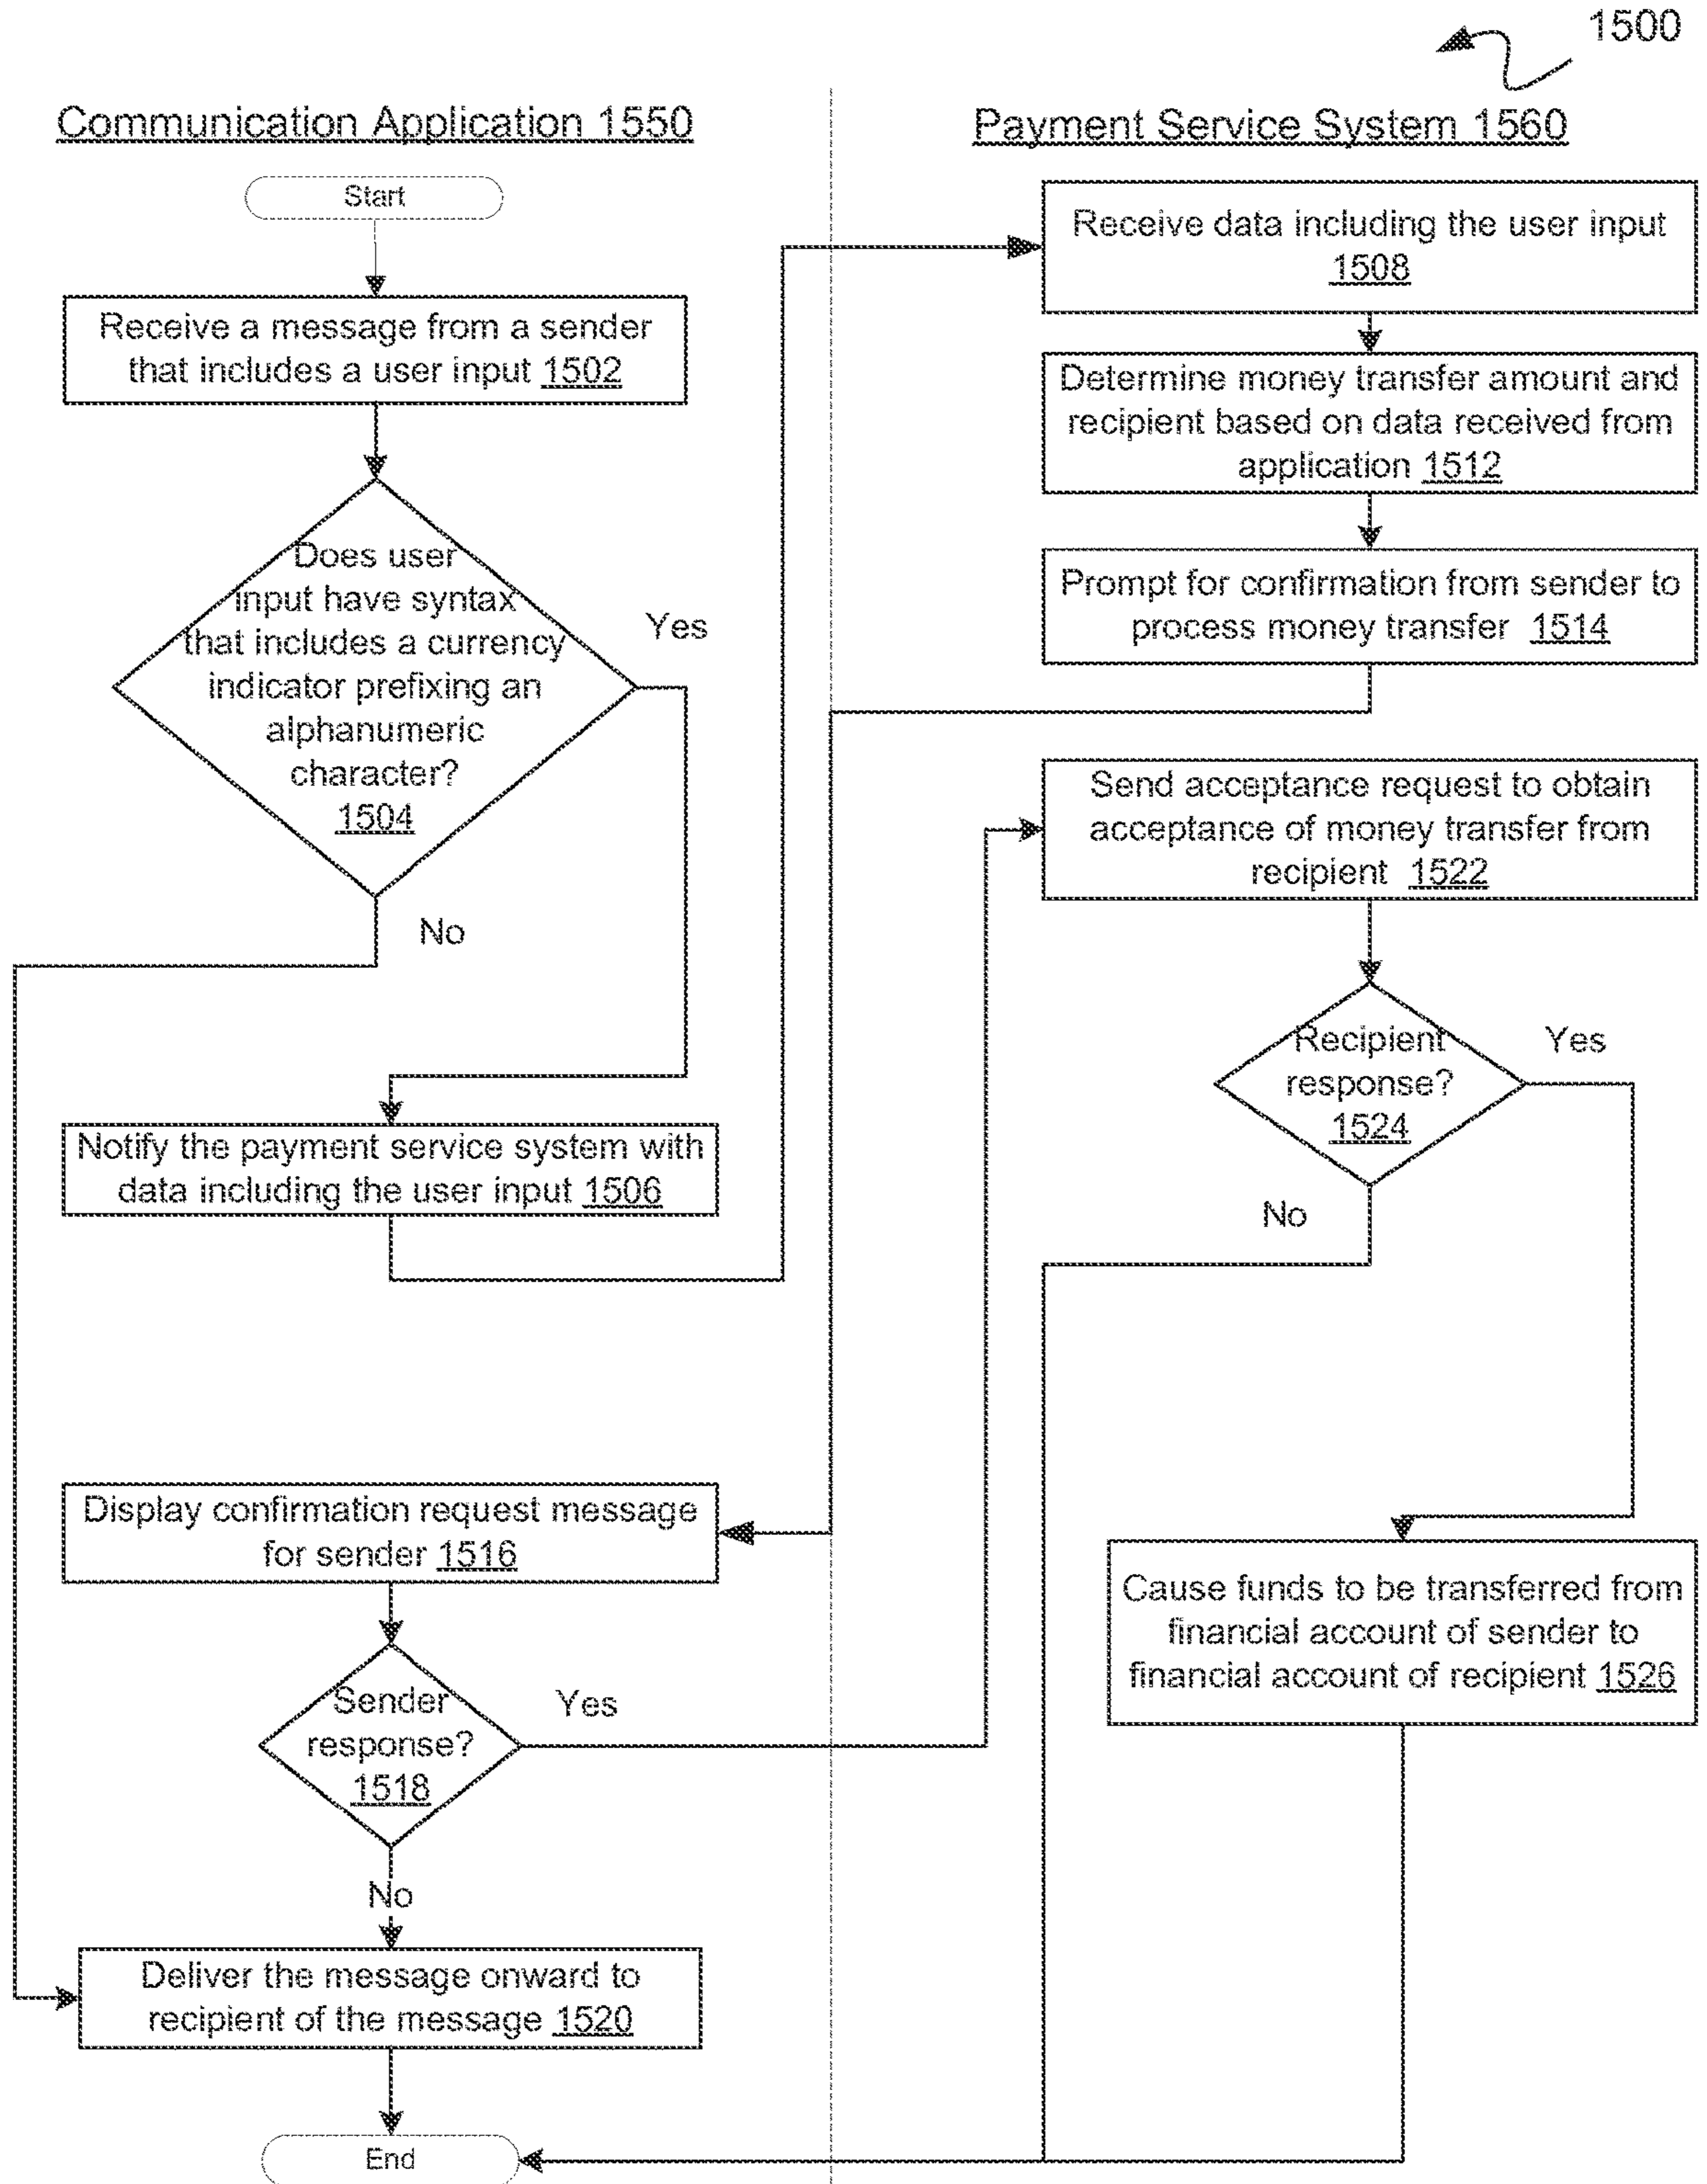 1500
Communication Application 1550
Payment Service System 1560
Start
Receive a message from a sender
that includes a user input 1502
Does user
input have syntax
that includes a currency
indicator prefixing an
alphanumeric
character?
1504
Yes
No
Notify the payment service system with
data including the user input 1506
Receive data including the user input
1508
Determine money transfer amount and
recipient based on data received from
application 1512
Prompt for confirmation from sender to
process money transfer 1514
Display confirmation request message
for sender 1516
Sender
response?
1518
Yes
No
Deliver the message onward to
recipient of the message 1520
Send acceptance request to obtain
acceptance of money transfer from
recipient 1522
Recipient
response?
1524
Yes
No
Cause funds to be transferred from
financial account of sender to
financial account of recipient 1526
End